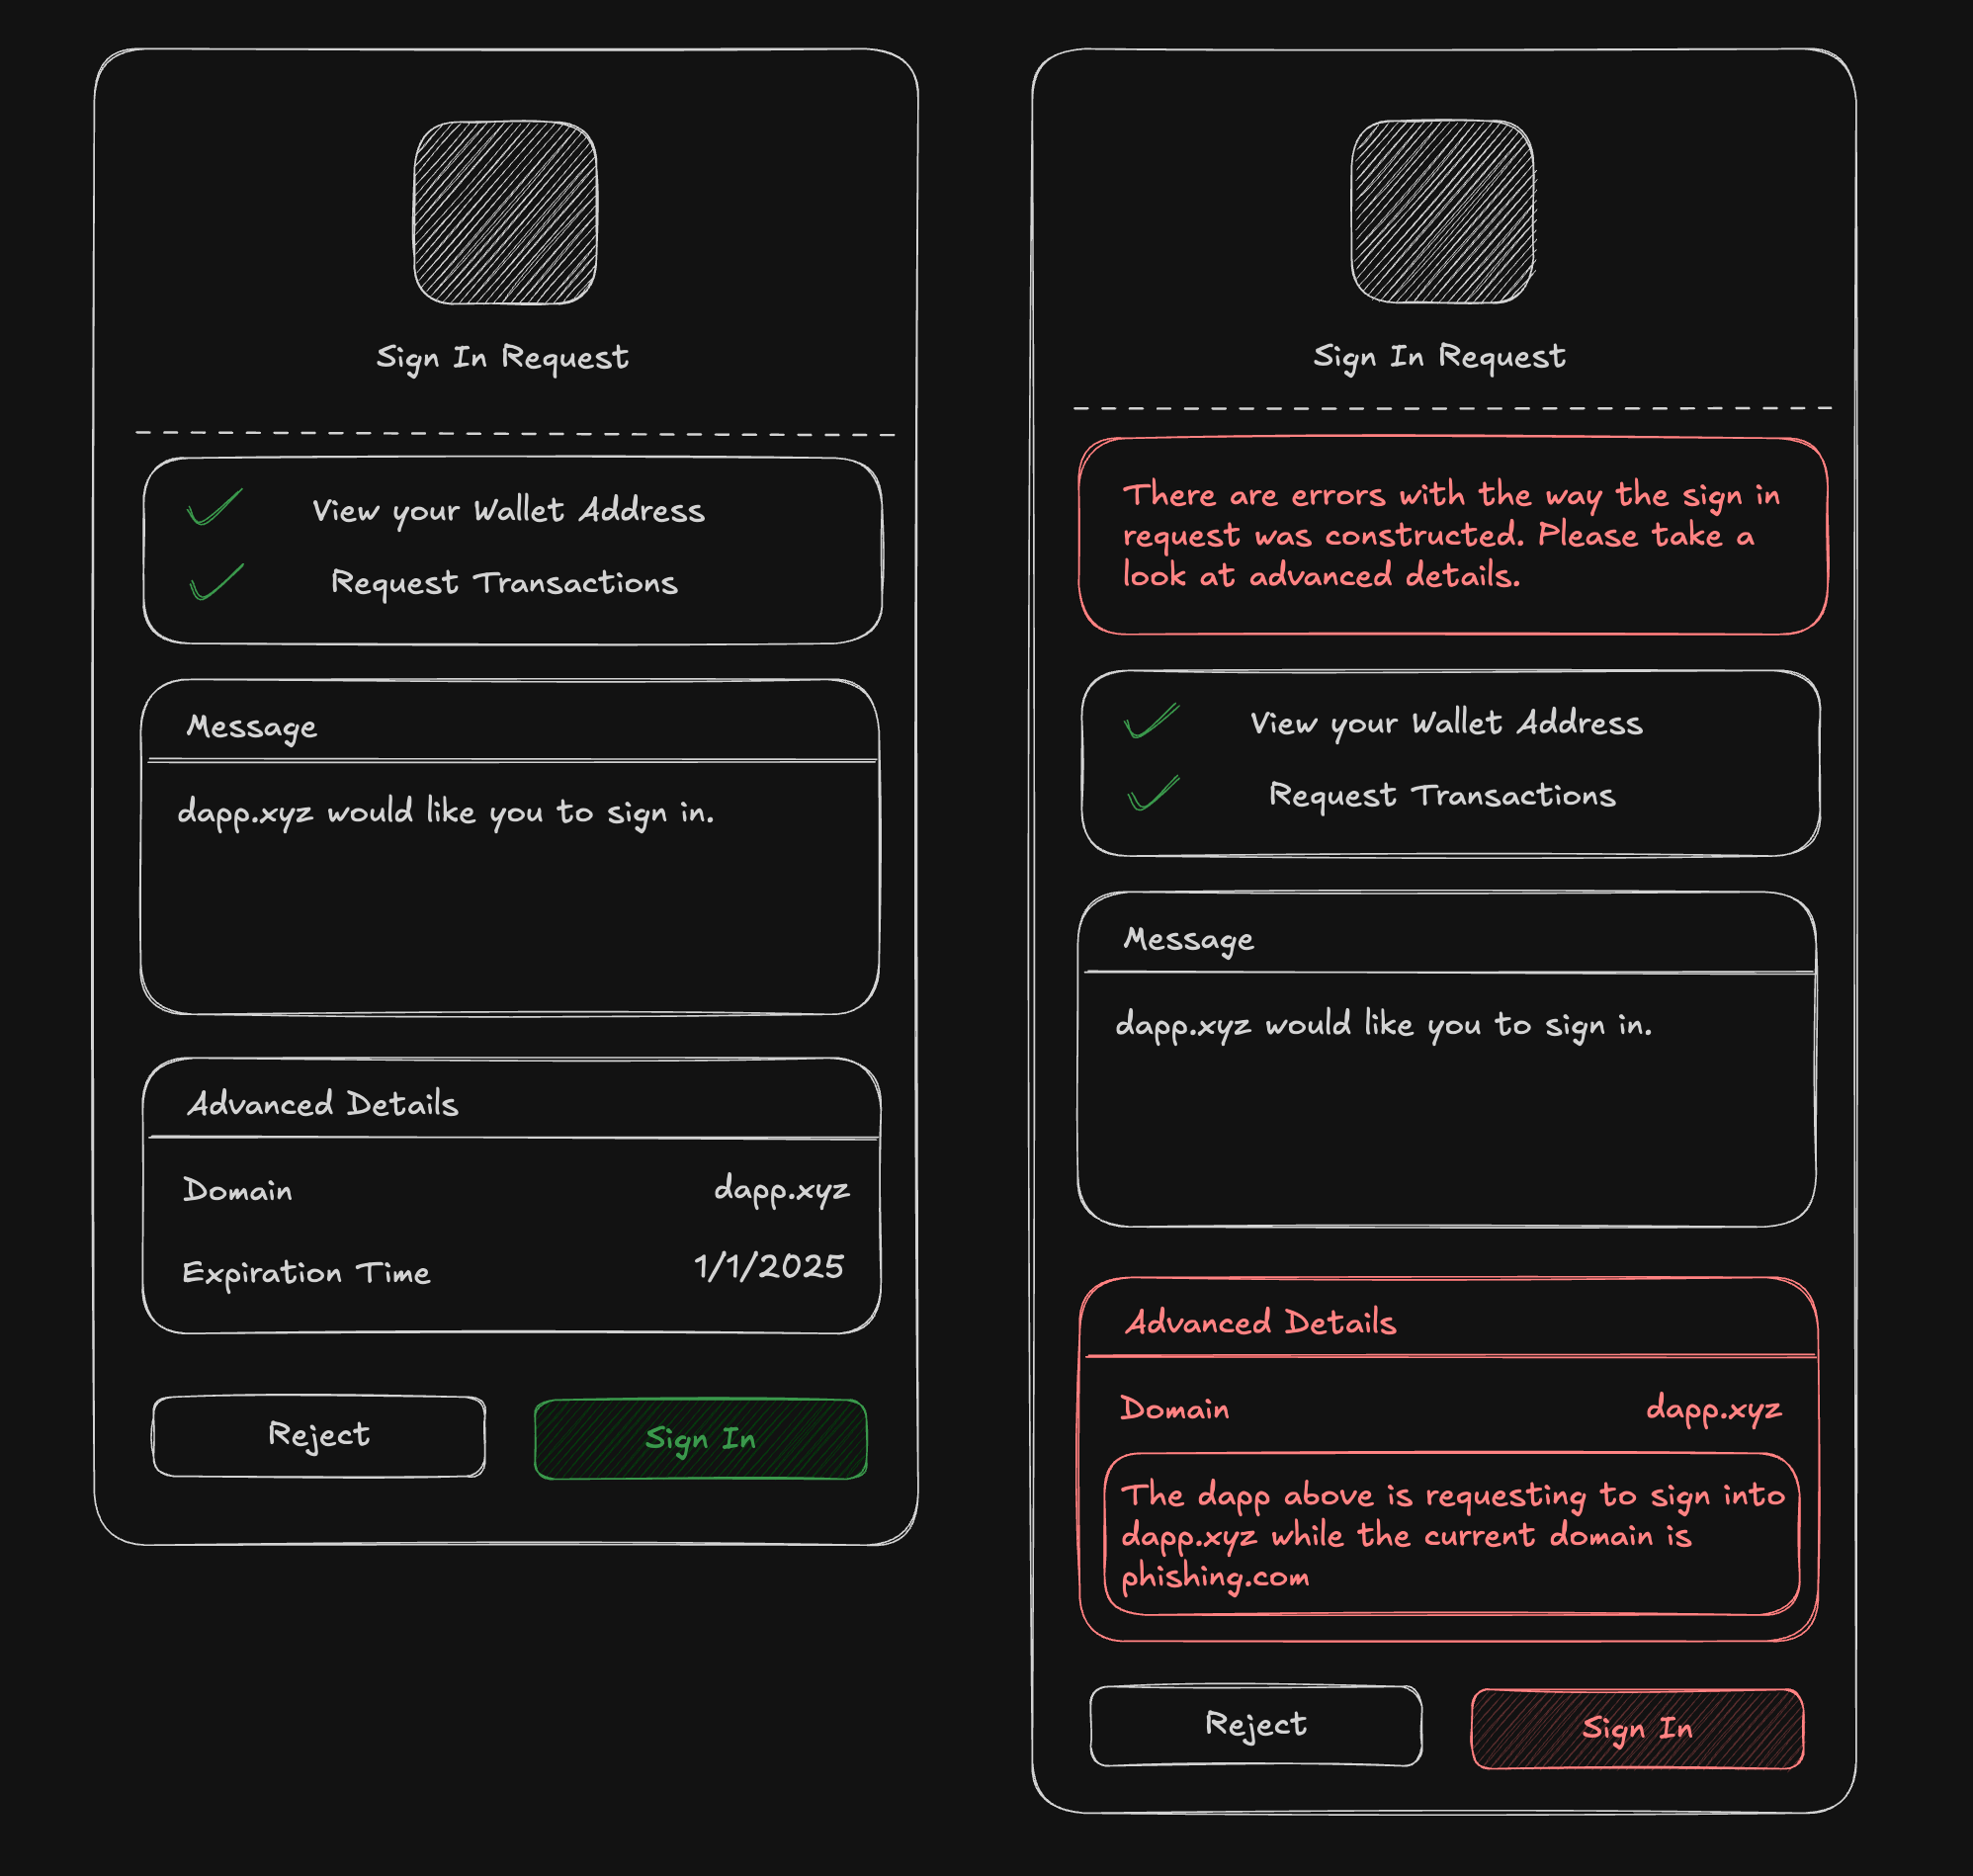 Sign In Request
View your Wallet Address
Request Transactions
Message
dapp.xyz would like you to sign in.
Advanced Details
Domain dapp.xyz
Expiration Time 1/1/2025
Reject Sign In
Sign In Request
There are errors with the way the sign in
request was constructed. Please take a
look at advanced details.
View your Wallet Address
Request Transactions
Message
dapp.xyz would like you to sign in.
Advanced Details
Domain dapp.xyz
The dapp above is requesting to sign into
dapp.xyz while the current domain is
phishing.com
Reject Sign In